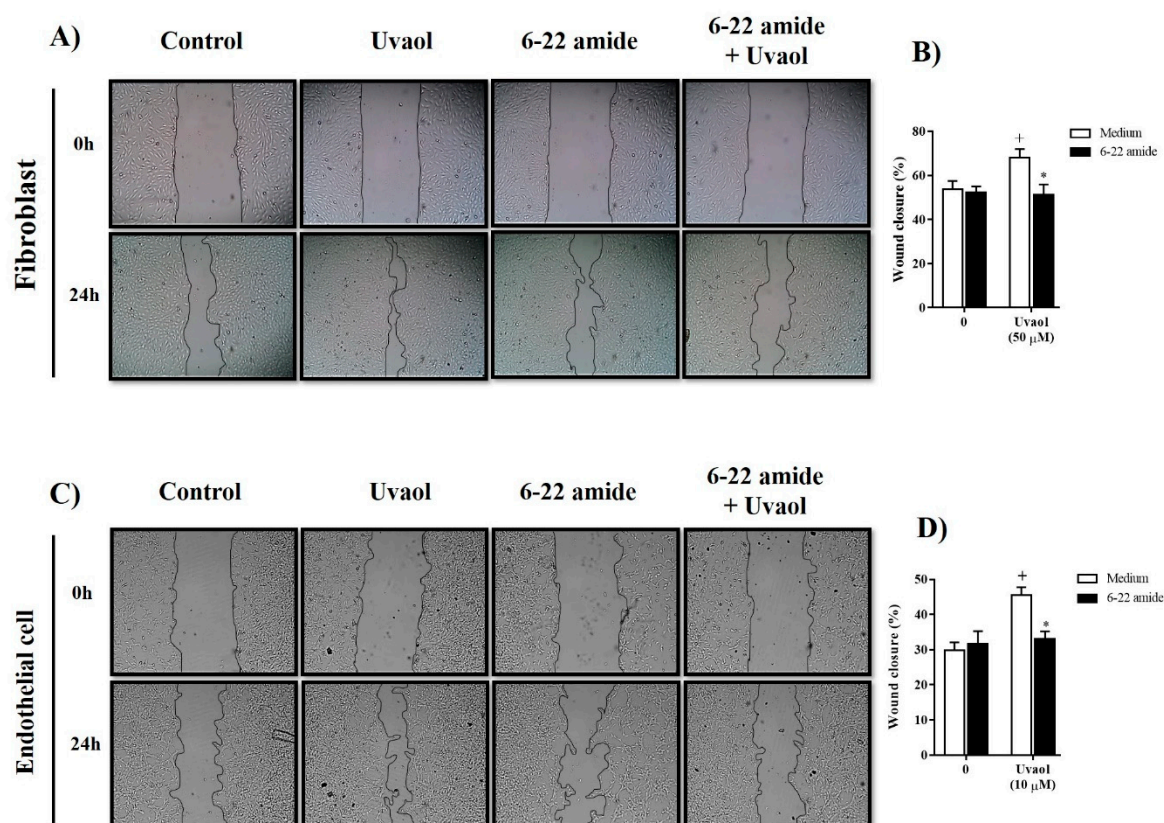 A)
Control
Uvaol
6-22 amide
6-22 amide
+ Uvaol
Fibroblast
0h
24h
B)
Wound closure (%)
80
60
40
20
0
0
Uvaol
(50 μM)
Medium
6-22 amide
+
*
C)
Control
Uvaol
6-22 amide
6-22 amide
+ Uvaol
Endothelial cell
0h
24h
D)
Wound closure (%)
50
40
30
20
10
0
0
Uvaol
(10 μM)
Medium
6-22 amide
+
*